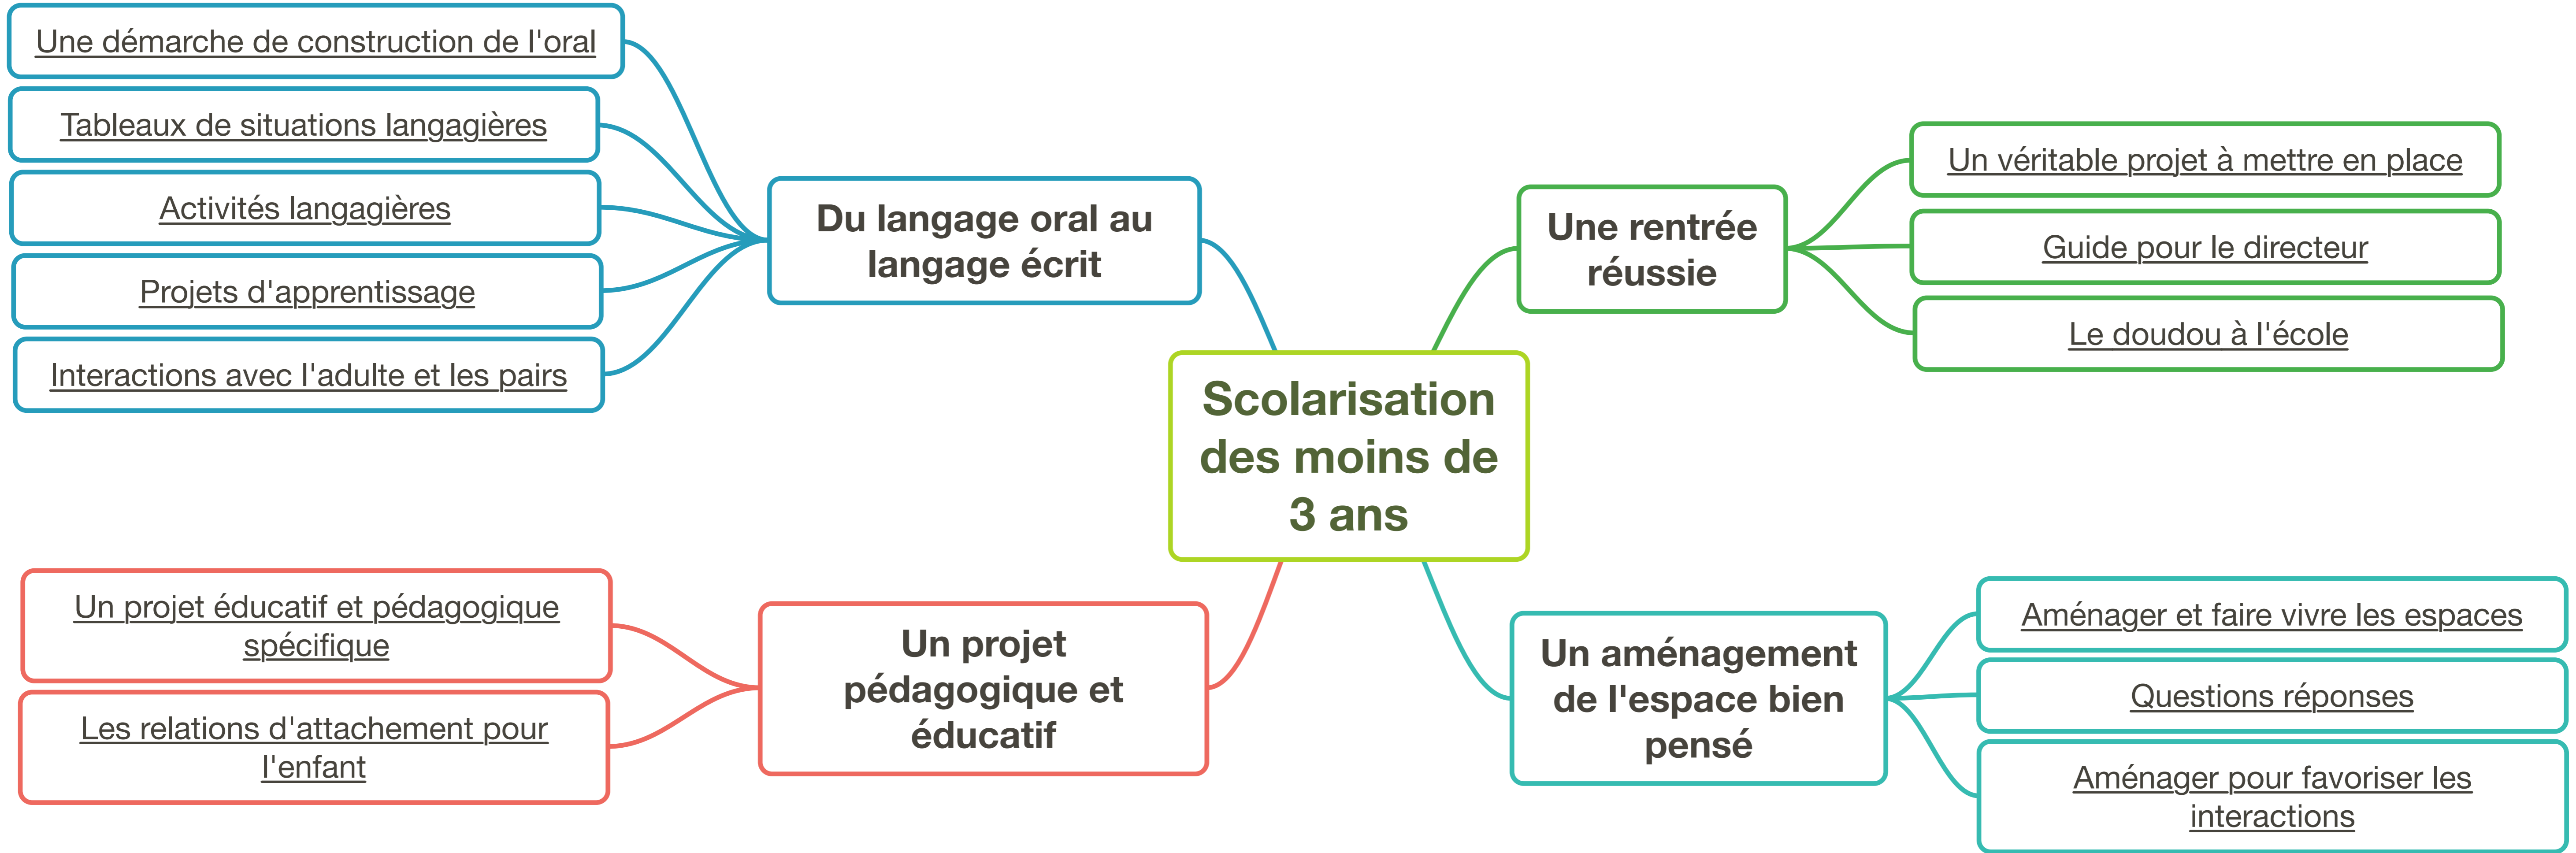 Une démarche de construction de l'oral
Tableaux de situations langagières
Activités langagières
Projets d'apprentissage
Interactions avec l'adulte et les pairs
Du langage oral au
langage écrit
Une rentrée
réussie
Un véritable projet à mettre en place
Guide pour le directeur
Le doudou à l'école
Scolarisation
des moins de
3 ans
Un projet éducatif et pédagogique
spécifique
Les relations d'attachement pour
l'enfant
Un projet
pédagogique et
éducatif
Un aménagement
de l'espace bien
pensé
Aménager et faire vivre les espaces
Questions réponses
Aménager pour favoriser les
interactions